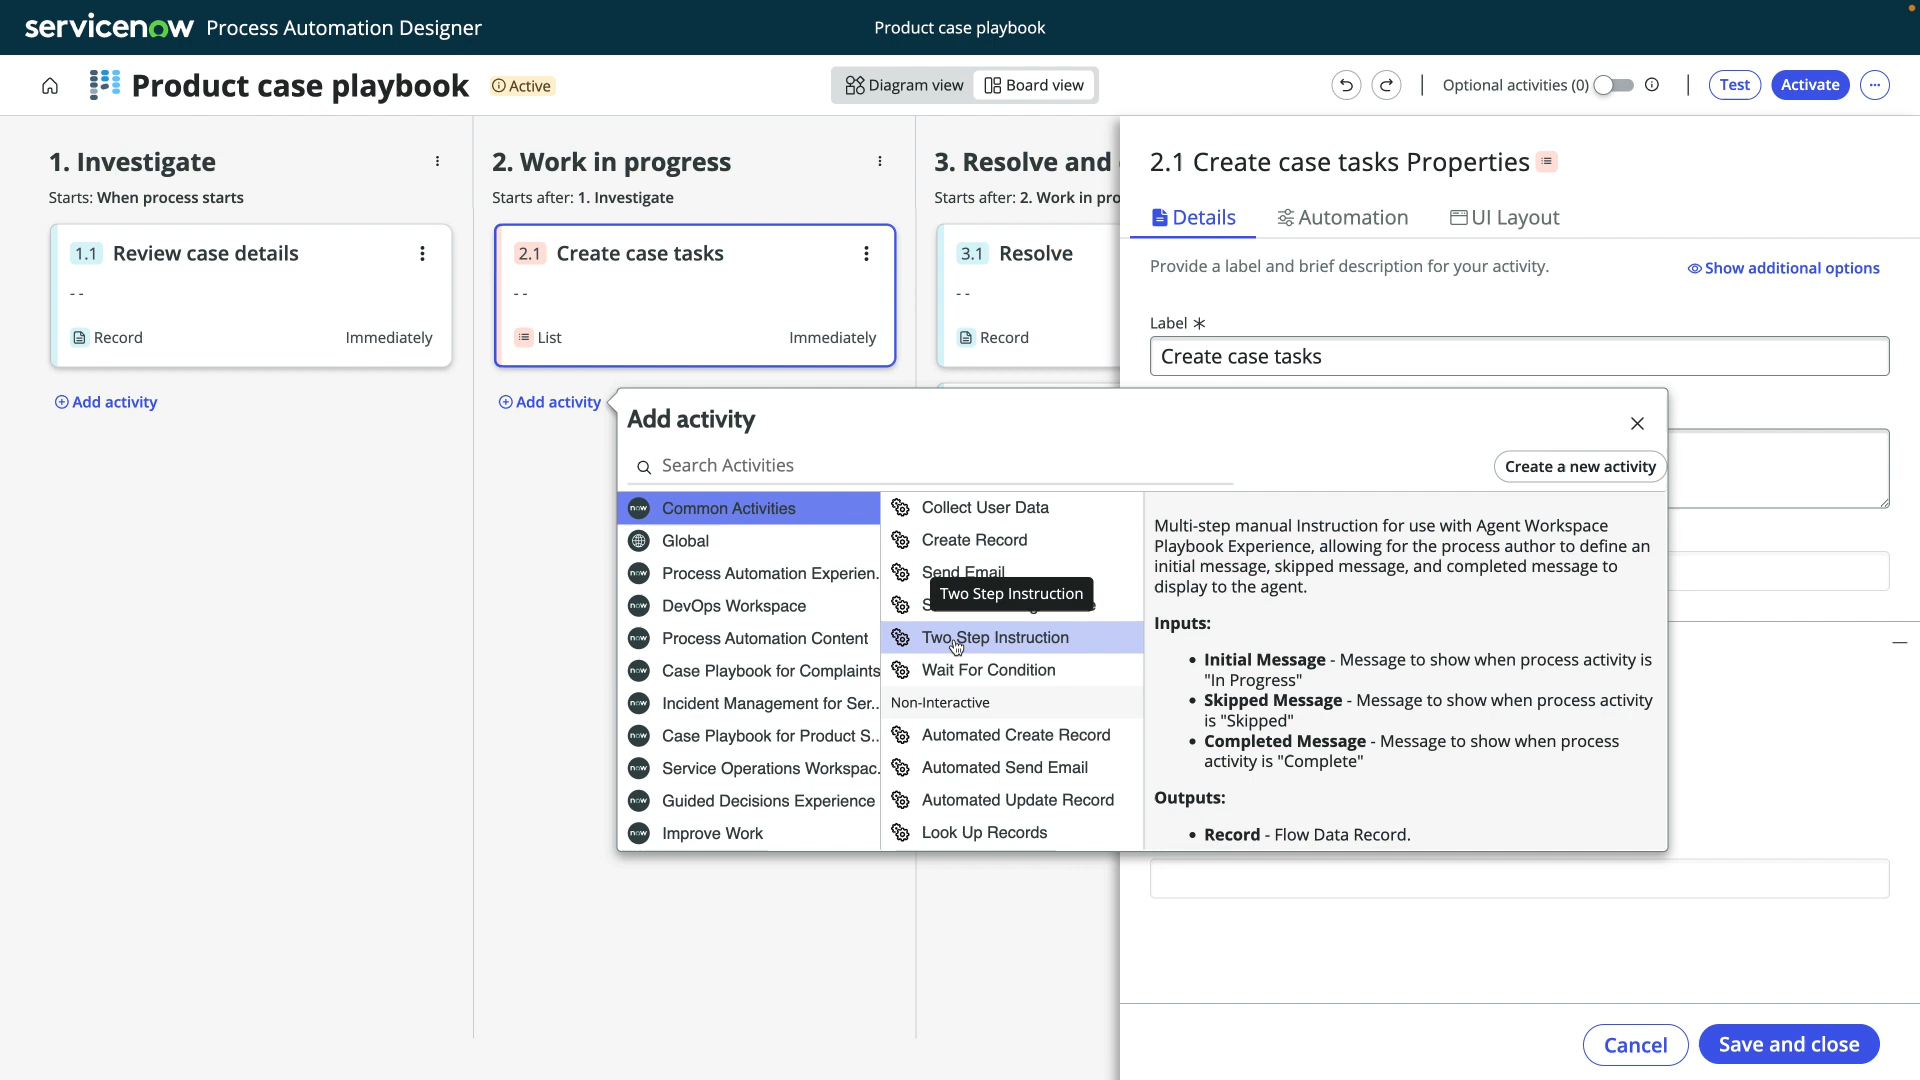 servicenow Process Automation Designer
Product case playbook
Product case playbook
Active
Diagram view
Board view
Optional activities (0)
Test
Activate
1. Investigate
Starts: When process starts
1.1 Review case details
--
Record
Immediately
Add activity
2. Work in progress
Starts after: 1. Investigate
2.1 Create case tasks
--
List
Immediately
Add activity
3. Resolve and
Starts after: 2. Work in pro
3.1 Resolve
--
Record
2.1 Create case tasks Properties
Details
Automation
UI Layout
Provide a label and brief description for your activity.
Show additional options
Label *
Create case tasks
Add activity
Search Activities
Create a new activity
now Common Activities
Global
now Process Automation Experien.
now DevOps Workspace
now Process Automation Content
now Case Playbook for Complaints
now Incident Management for Ser..
now Case Playbook for Product S..
now Service Operations Workspac.
now Guided Decisions Experience
now Improve Work
Collect User Data
Create Record
Send Email
Two Step Instruction
Two Step Instruction
Wait For Condition
Non-Interactive
Automated Create Record
Automated Send Email
Automated Update Record
Look Up Records
Multi-step manual Instruction for use with Agent Workspace
Playbook Experience, allowing for the process author to define an
initial message, skipped message, and completed message to
display to the agent.
Inputs:
• Initial Message - Message to show when process activity is
"In Progress"
• Skipped Message - Message to show when process activity
is "Skipped"
• Completed Message - Message to show when process
activity is "Complete"
Outputs:
• Record - Flow Data Record.
Cancel
Save and close